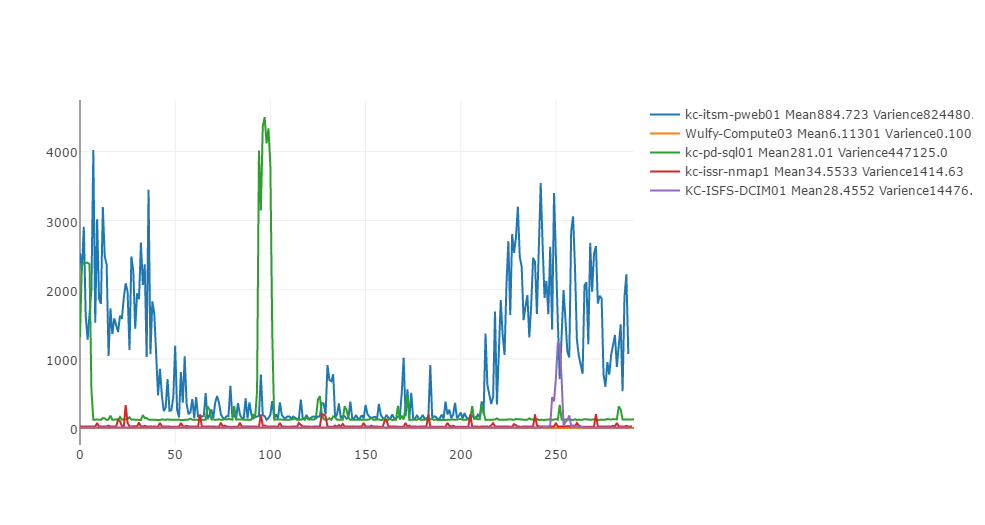 4000
3000
2000
1000
0
0
50
100
150
200
250
kc-itsm-pweb01 Mean884.723 Varience824480.
Wulfy-Compute03 Mean6.11301 Varience0.100
kc-pd-sql01 Mean281.01 Varience447125.0
kc-issr-nmap1 Mean34.5533 Varience1414.63
KC-ISFS-DCIM01 Mean28.4552 Varience14476.